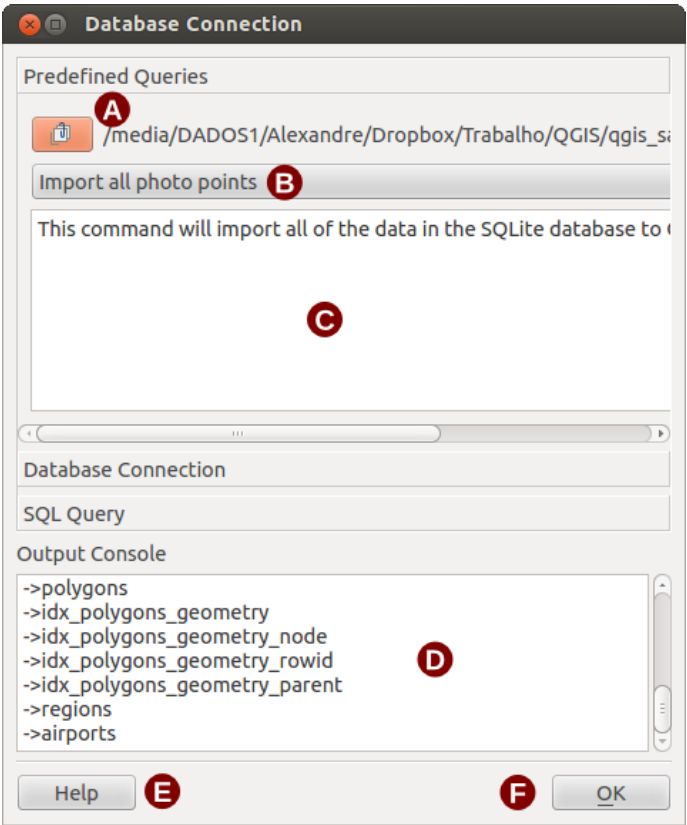 Database Connection
Predefined Queries
A
/media/DADOS1/Alexandre/Dropbox/Trabalho/QGIS/qgis_sa
Import all photo points B
This command will import all of the data in the SQLite database to
C
Database Connection
SQL Query
Output Console
->polygons
->idx_polygons_geometry
->idx_polygons_geometry_node
->idx_polygons_geometry_rowid
D
->idx_polygons_geometry_parent
->regions
->airports
Help E F OK